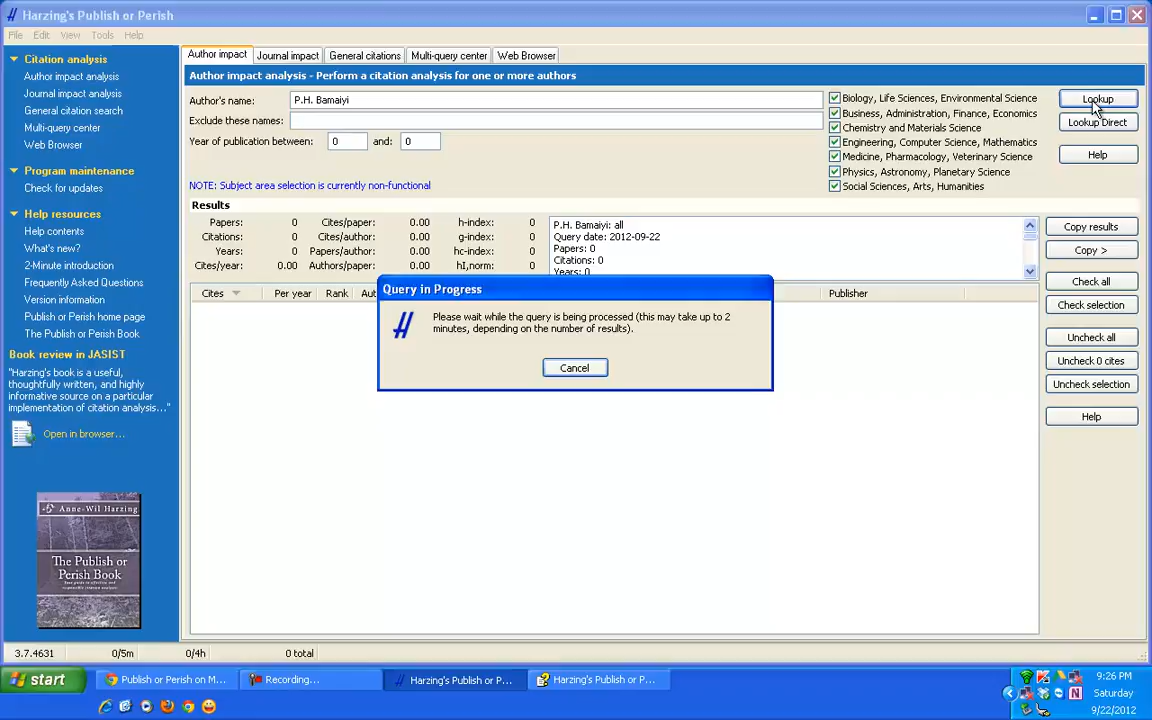 Harzing's Publish or Perish
File Edit View Tools Help
Citation analysis
Author impact analysis
Journal impact analysis
General citation search
Multi-query center
Web Browser
Program maintenance
Check for updates
Help resources
Help contents
What's new?
2-Minute introduction
Frequently Asked Questions
Version information
Publish or Perish home page
The Publish or Perish Book
Book review in JASIST
"Harzing's book is a useful,
thoughtfully written, and highly
informative source on a particular
implementation of citation analysis..."
Open in browser...
Anne-Wil Harzing
The Publish or
Perish Book
Author impact Journal impact General citations Multi-query center Web Browser
Author impact analysis - Perform a citation analysis for one or more authors
Author's name: P.H. Bamaiyi
Exclude these names:
Year of publication between: 0 and: 0
NOTE: Subject area selection is currently non-functional
Biology, Life Sciences, Environmental Science
Business, Administration, Finance, Economics
Chemistry and Materials Science
Engineering, Computer Science, Mathematics
Medicine, Pharmacology, Veterinary Science
Physics, Astronomy, Planetary Science
Social Sciences, Arts, Humanities
Lookup
Lookup Direct
Help
Results
Papers: 0 Cites/paper: 0.00 h-index: 0
Citations: 0 Cites/author: 0.00 g-index: 0
Years: 0 Papers/author: 0.00 hc-index: 0
Cites/year: 0.00 Authors/paper: 0.00 hI,norm: 0
P.H. Bamaiyi: all
Query date: 2012-09-22
Papers: 0
Citations: 0
Years: 0
Copy results
Copy >
Check all
Check selection
Uncheck all
Uncheck 0 cites
Uncheck selection
Help
Cites Per year Rank Aut Publisher
Query in Progress
Please wait while the query is being processed (this may take up to 2
minutes, depending on the number of results).
Cancel
3.7.4631 0/5m 0/4h 0 total
start Publish or Perish on M... Recording... Harzing's Publish or P... Harzing's Publish or P...
9:26 PM
Saturday
9/22/2012